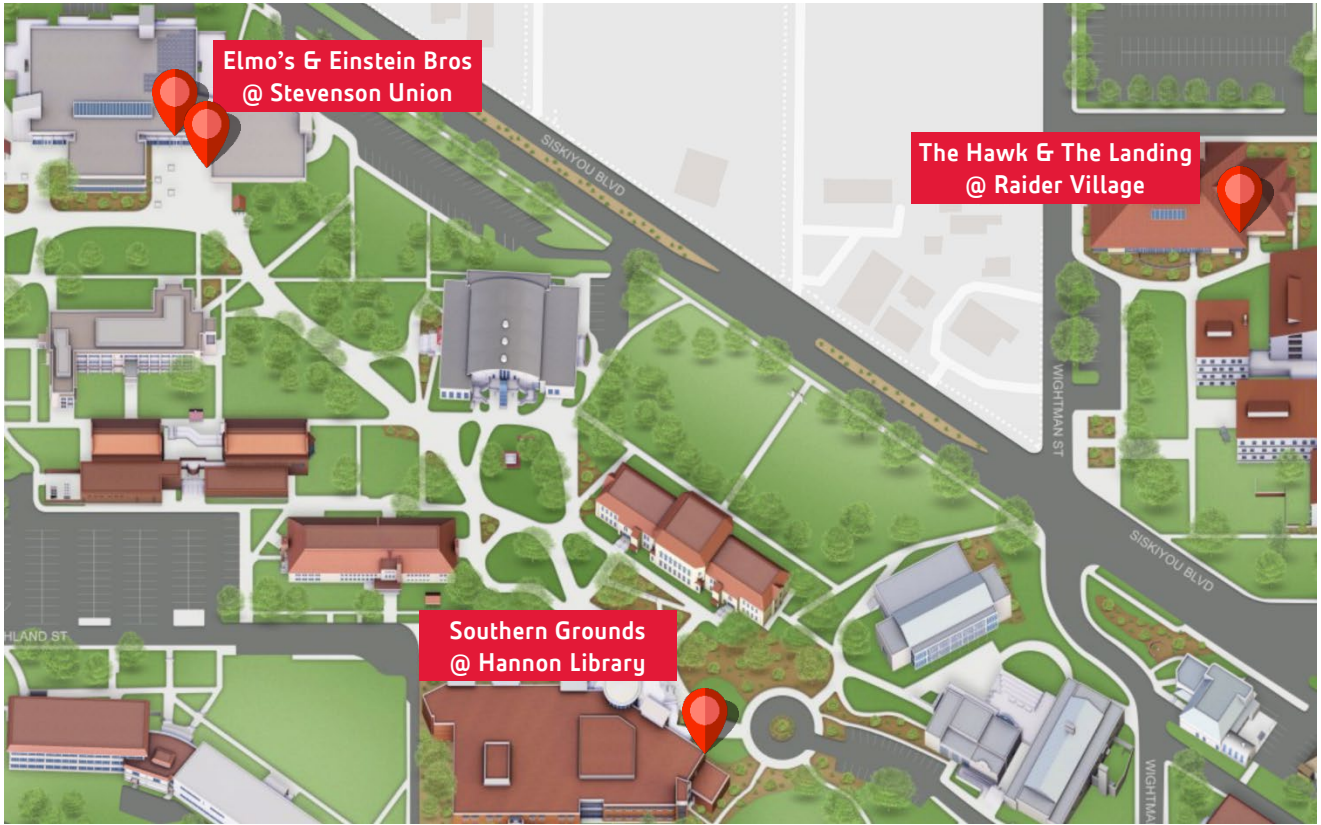 Elmo's & Einstein Bros
@ Stevenson Union
SISKIYOU BLVD
The Hawk & The Landing
@ Raider Village
WIGHTMAN ST
SISKIYOU BLVD
HLAND ST
Southern Grounds
@ Hannon Library
WIGHTMA